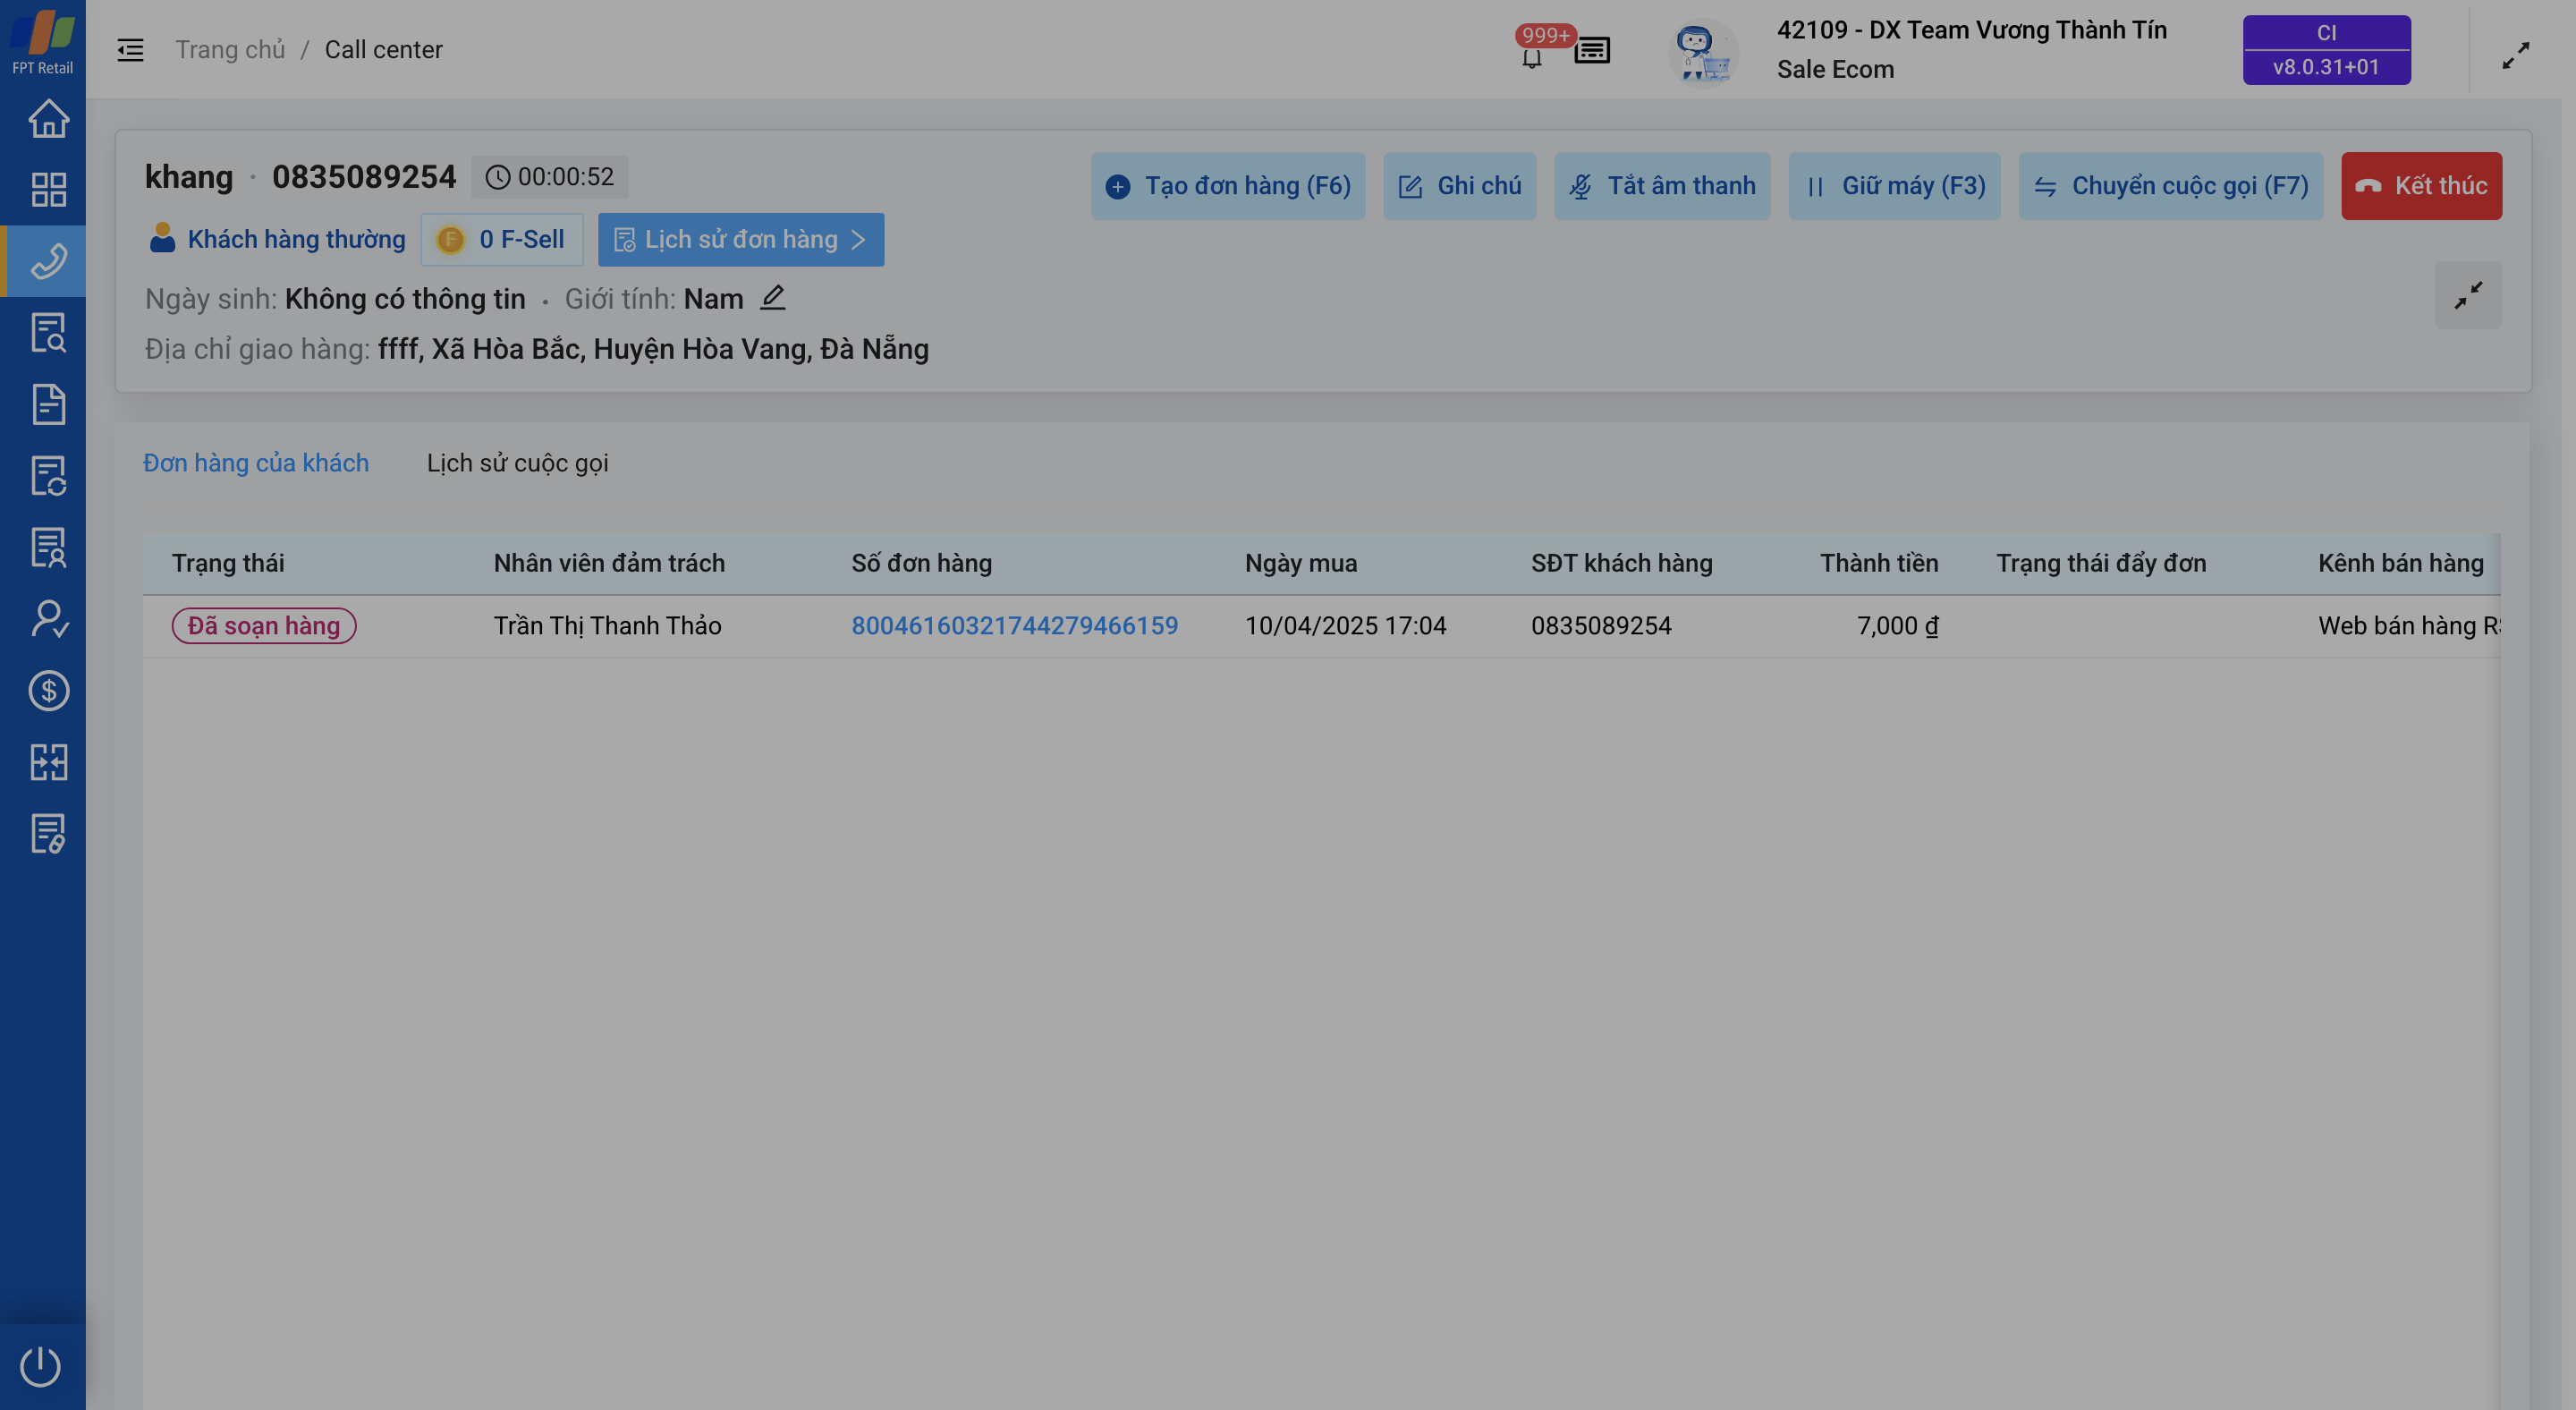 FPT Retail
Trang chủ / Call center
999+
42109 - DX Team Vương Thành Tín
Sale Ecom
CI
v8.0.31+01
khang · 0835089254 00:00:52
Tạo đơn hàng (F6)
Ghi chú
Tắt âm thanh
Giữ máy (F3)
Chuyển cuộc gọi (F7)
Kết thúc
Khách hàng thường
F 0 F-Sell
Lịch sử đơn hàng
Ngày sinh: Không có thông tin · Giới tính: Nam
Địa chỉ giao hàng: ffff, Xã Hòa Bắc, Huyện Hòa Vang, Đà Nẵng
Đơn hàng của khách Lịch sử cuộc gọi
Trạng thái Nhân viên đảm trách Số đơn hàng Ngày mua SĐT khách hàng Thành tiền Trạng thái đẩy đơn Kênh bán hàng
Đã soạn hàng Trần Thị Thanh Thảo 80046160321744279466159 10/04/2025 17:04 0835089254 7,000 ₫ Web bán hàng